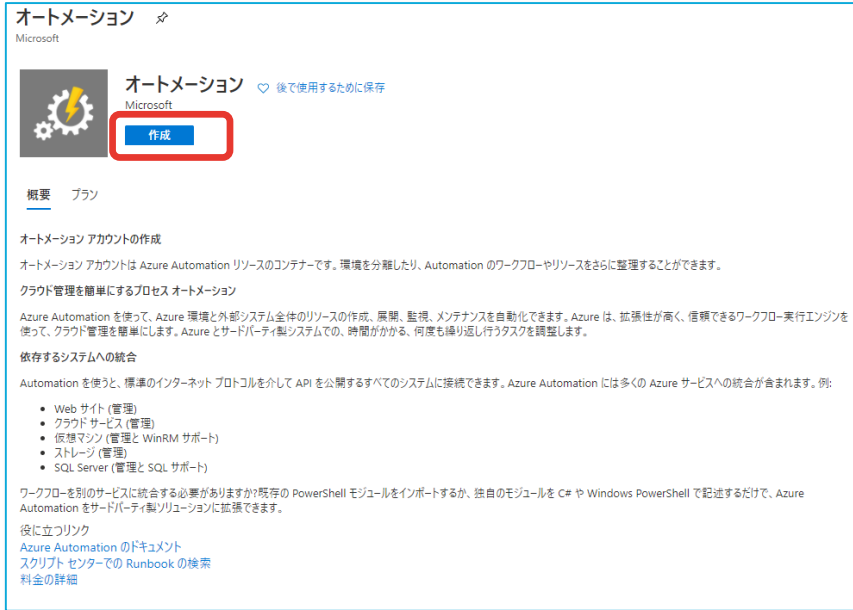 オートメーション
Microsoft
オートメーション
後で使用するために保存
Microsoft
作成
概要 プラン
オートメーション アカウントの作成
オートメーション アカウントは Azure Automation リソースのコンテナーです。環境を分離したり、Automation のワークフローやリソースをさらに整理することができます。
クラウド管理を簡単にするプロセス オートメーション
Azure Automation を使って、Azure 環境と外部システム全体のリソースの作成、展開、監視、メンテナンスを自動化できます。Azure は、拡張性が高く、信頼できるワークフロー実行エンジンを
使って、クラウド管理を簡単にします。Azure とサードパーティ製システムでの、時間がかかる、何度も繰り返し行うタスクを調整します。
依存するシステムへの統合
Automation を使うと、標準のインターネット プロトコルを介して API を公開するすべてのシステムに接続できます。Azure Automation には多くの Azure サービスへの統合が含まれます。例:
• Web サイト (管理)
• クラウド サービス (管理)
• 仮想マシン (管理と WinRM サポート)
• ストレージ (管理)
• SQL Server (管理と SQL サポート)
ワークフローを別のサービスに統合する必要がありますか?既存の PowerShell モジュールをインポートするか、独自のモジュールを C# や Windows PowerShell で記述するだけで、Azure
Automation をサードパーティ製ソリューションに拡張できます。
役に立つリンク
Azure Automation のドキュメント
スクリプト センターでの Runbook の検索
料金の詳細